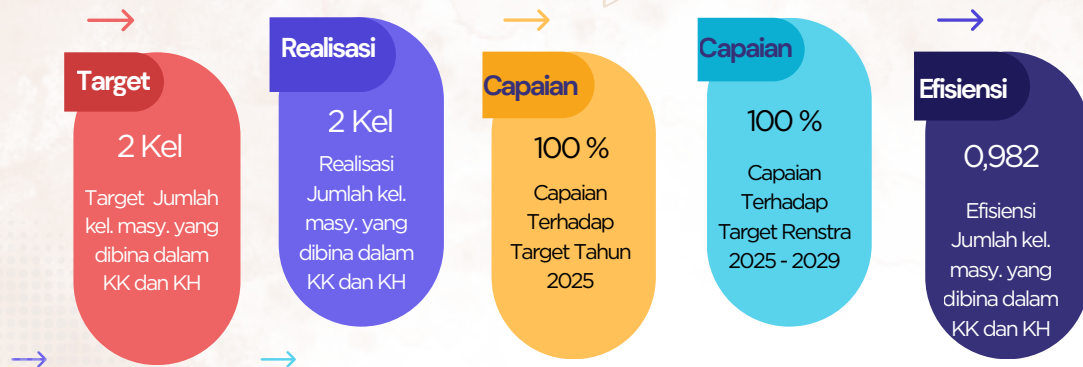 Target
2 Kel
Target Jumlah
kel. masy. yang
dibina dalam
KK dan KH
Realisasi
2 Kel
Realisasi
Jumlah kel.
masy. yang
dibina dalam
KK dan KH
Capaian
100 %
Capaian
Terhadap
Target Tahun
2025
Capaian
100 %
Capaian
Terhadap
Target Renstra
2025 - 2029
Efisiensi
0,982
Efisiensi
Jumlah kel.
masy. yang
dibina dalam
KK dan KH